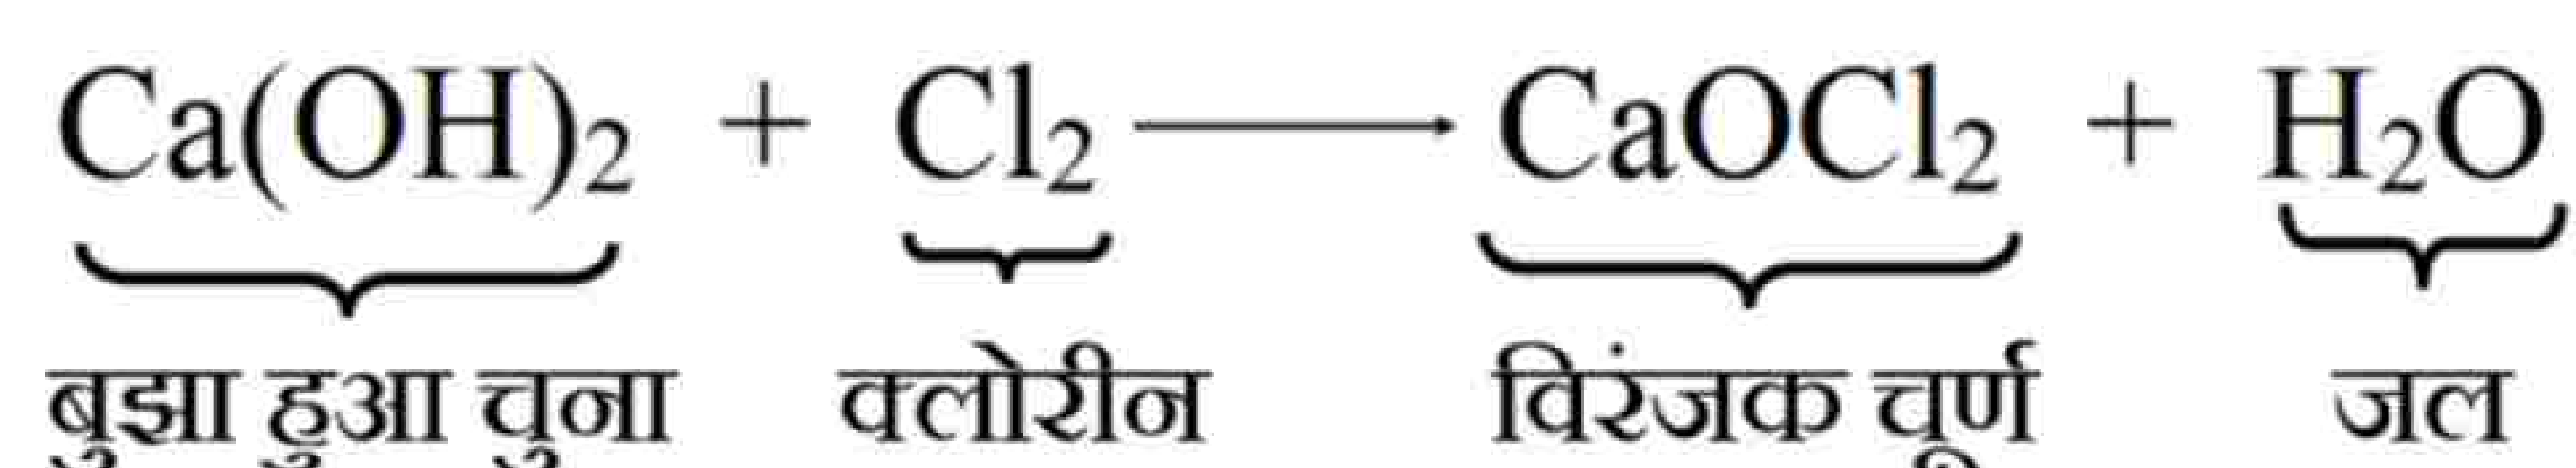 Ca(OH)₂ + Cl₂ ⟶ CaOCl₂ + H₂O
बुझा हुआ चुना क्लोरीन विरंजक चूर्ण जल